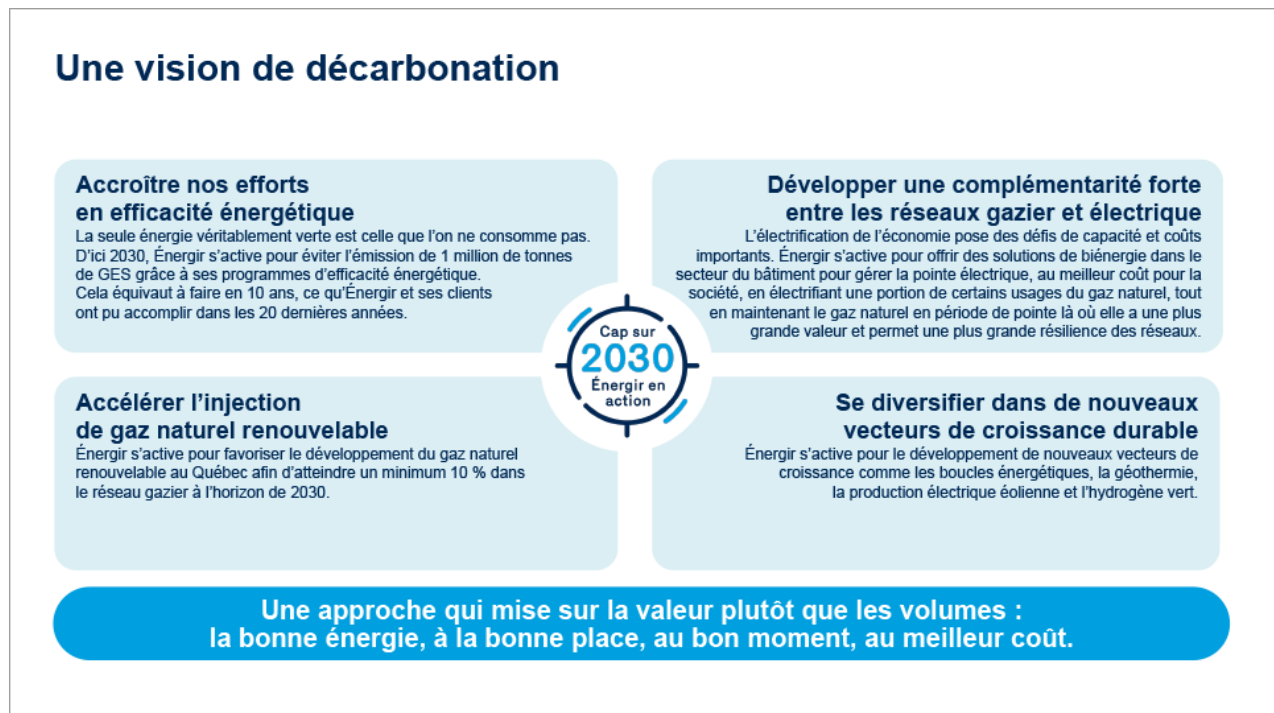 Une vision de décarbonation
Accroître nos efforts
en efficacité énergétique
La seule énergie véritablement verte est celle que l’on ne consomme pas.
D’ici 2030, Énergir s’active pour éviter l’émission de 1 million de tonnes
de GES grâce à ses programmes d’efficacité énergétique.
Cela équivaut à faire en 10 ans, ce qu’Énergir et ses clients
ont pu accomplir dans les 20 dernières années.
Développer une complémentarité forte
entre les réseaux gazier et électrique
L’électrification de l’économie pose des défis de capacité et coûts
importants. Énergir s’active pour offrir des solutions de biénergie dans le
secteur du bâtiment pour gérer la pointe électrique, au meilleur coût pour la
société, en électrifiant une portion de certains usages du gaz naturel, tout
en maintenant le gaz naturel en période de pointe là où elle a une plus
grande valeur et permet une plus grande résilience des réseaux.
Cap sur
2030
Énergir en
action
Accélérer l’injection
de gaz naturel renouvelable
Énergir s’active pour favoriser le développement du gaz naturel
renouvelable au Québec afin d’atteindre un minimum 10 % dans
le réseau gazier à l’horizon de 2030.
Se diversifier dans de nouveaux
vecteurs de croissance durable
Énergir s’active pour le développement de nouveaux vecteurs de
croissance comme les boucles énergétiques, la géothermie,
la production électrique éolienne et l’hydrogène vert.
Une approche qui mise sur la valeur plutôt que les volumes :
la bonne énergie, à la bonne place, au bon moment, au meilleur coût.